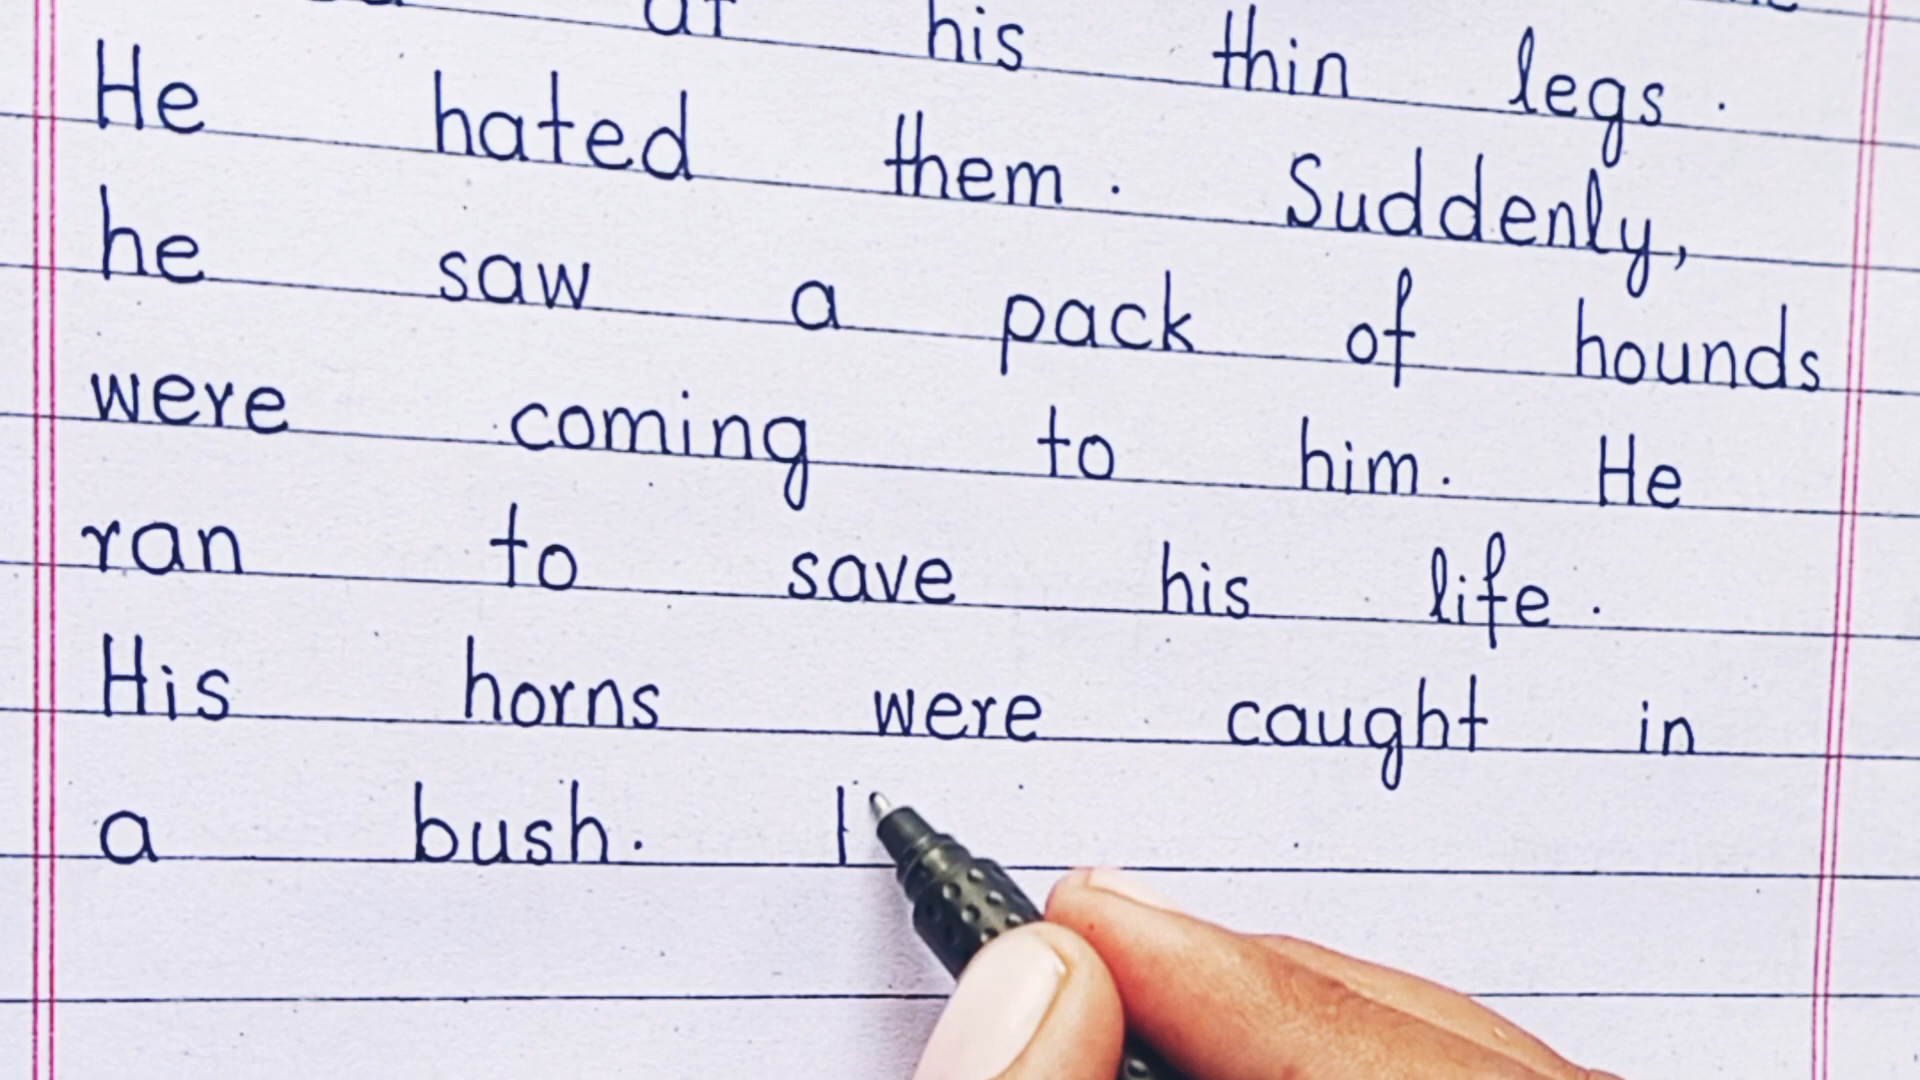 at his thin legs.
He hated them. Suddenly,
he saw a pack of hounds
were coming to him. He
ran to save his life.
His horns were caught in
a bush.